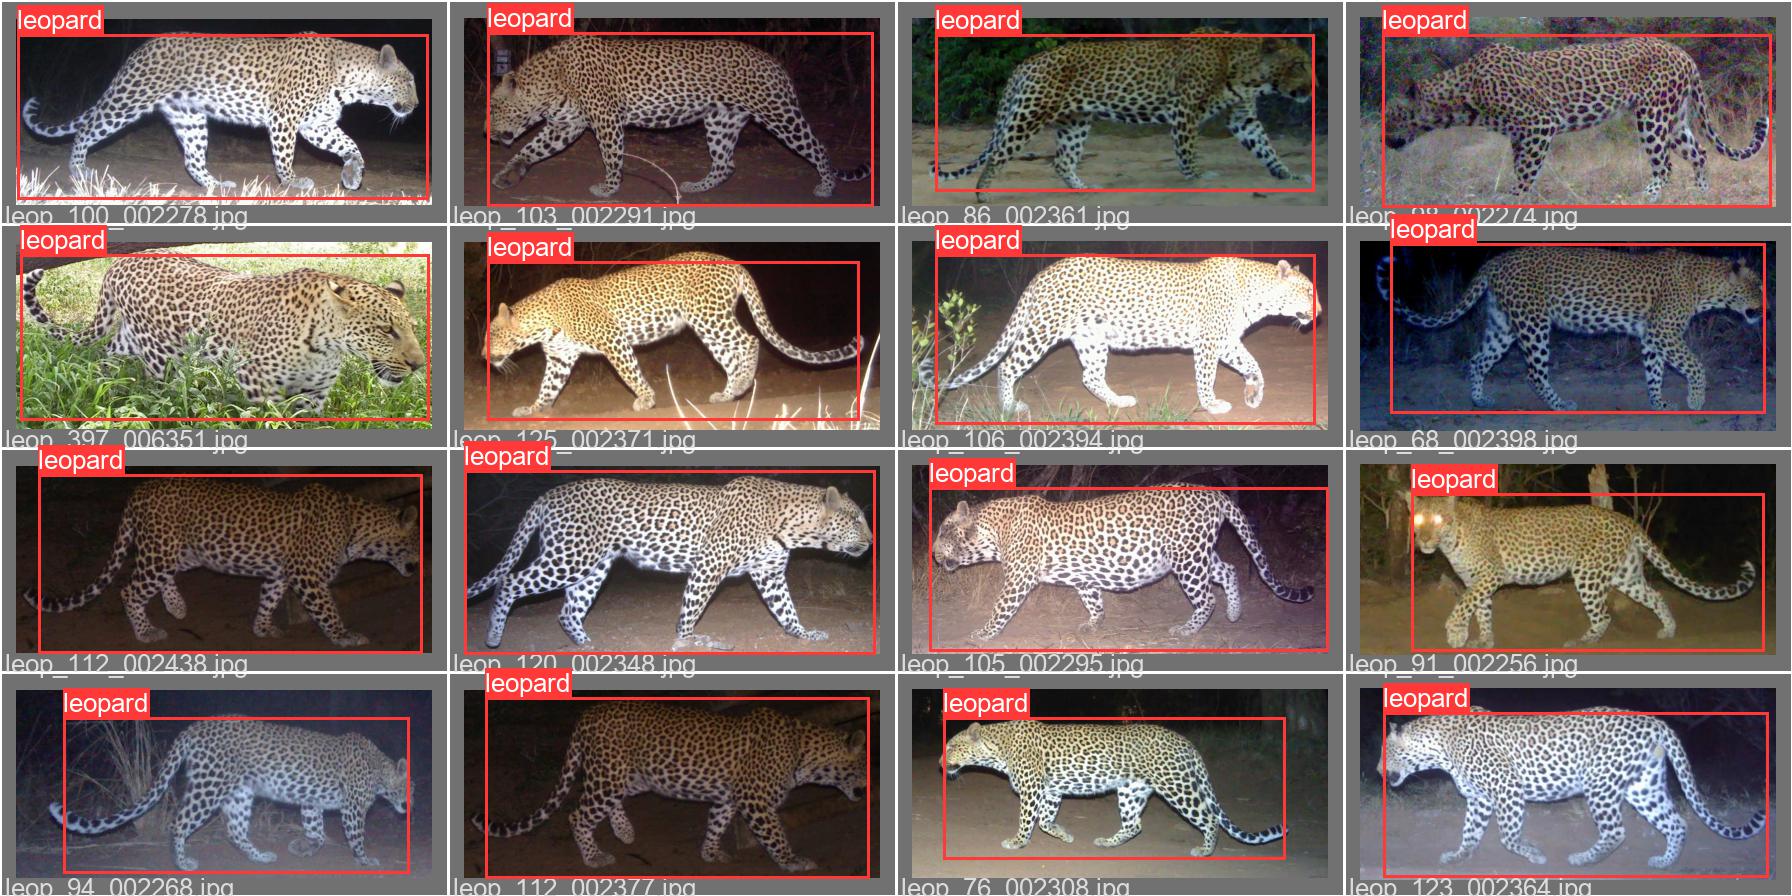 leopard
leopard
leopard
leopard
leop_100_002278.jpg
leop_103_002291.jpg
leop_86_002361.jpg
leop_98_002274.jpg
leopard
leopard
leopard
leopard
leop_397_006351.jpg
leop_125_002371.jpg
leop_106_002394.jpg
leop_68_002398.jpg
leopard
leopard
leopard
leopard
leop_112_002438.jpg
leop_120_002348.jpg
leop_105_002295.jpg
leop_91_002256.jpg
leopard
leopard
leopard
leopard
leop_94_002268.jpg
leop_112_002377.jpg
leop_76_002308.jpg
leop_123_002364.jpg